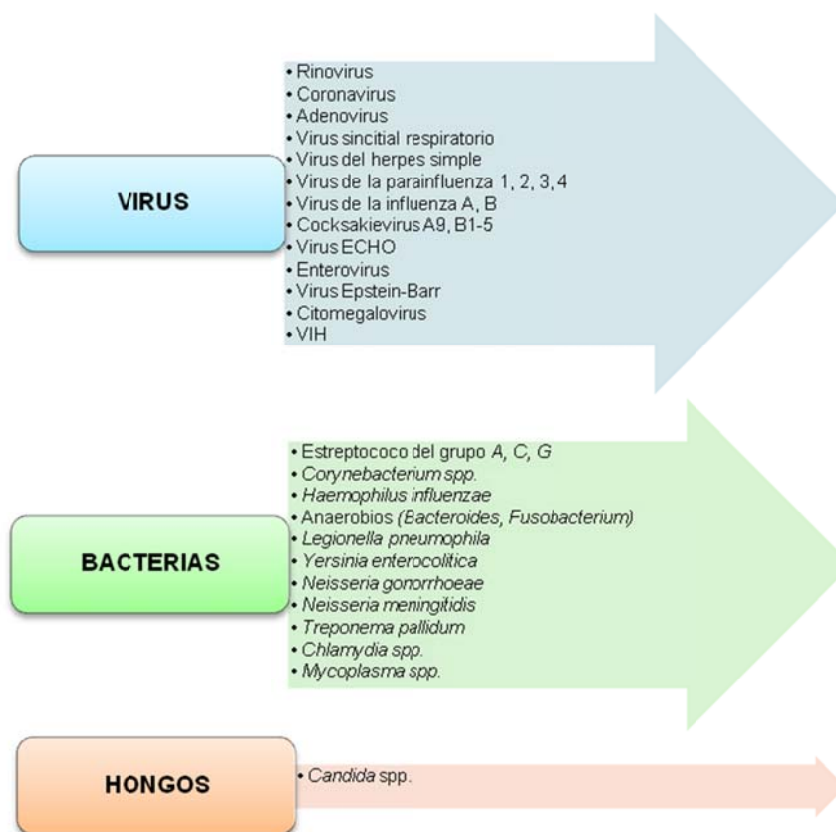 VIRUS
• Rinovirus
• Coronavirus
• Adenovirus
• Virus sincitial respiratorio
• Virus del herpes simple
• Virus de la parainfluenza 1, 2, 3, 4
• Virus de la influenza A, B
• Cocksakievirus A9, B1-5
• Virus ECHO
• Enterovirus
• Virus Epstein-Barr
• Citomegalovirus
• VIH
BACTERIAS
• Estreptococo del grupo A, C, G
• Corynebacterium spp.
• Haemophilus influenzae
• Anaerobios (Bacteroides, Fusobacterium)
• Legionella pneumophila
• Yersinia enterocolitica
• Neisseria gonorrhoeae
• Neisseria meningitidis
• Treponema pallidum
• Chlamydia spp.
• Mycoplasma spp.
HONGOS
• Candida spp.